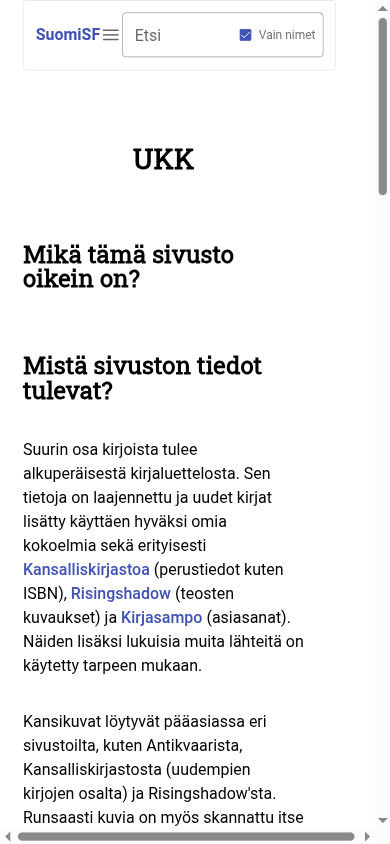 SuomiSF
Etsi
Vain nimet
UKK
Mikä tämä sivusto
oikein on?
Mistä sivuston tiedot
tulevat?
Suurin osa kirjoista tulee
alkuperäisestä kirjaluettelosta. Sen
tietoja on laajennettu ja uudet kirjat
lisätty käyttäen hyväksi omia
kokoelmia sekä erityisesti
Kansalliskirjastoa (perustiedot kuten
ISBN), Risingshadow (teosten
kuvaukset) ja Kirjasampo (asiasanat).
Näiden lisäksi lukuisia muita lähteitä on
käytetty tarpeen mukaan.
Kansikuvat löytyvät pääasiassa eri
sivustoilta, kuten Antikvaarista,
Kansalliskirjastosta (uudempien
kirjojen osalta) ja Risingshadow'sta.
Runsaasti kuvia on myös skannattu itse